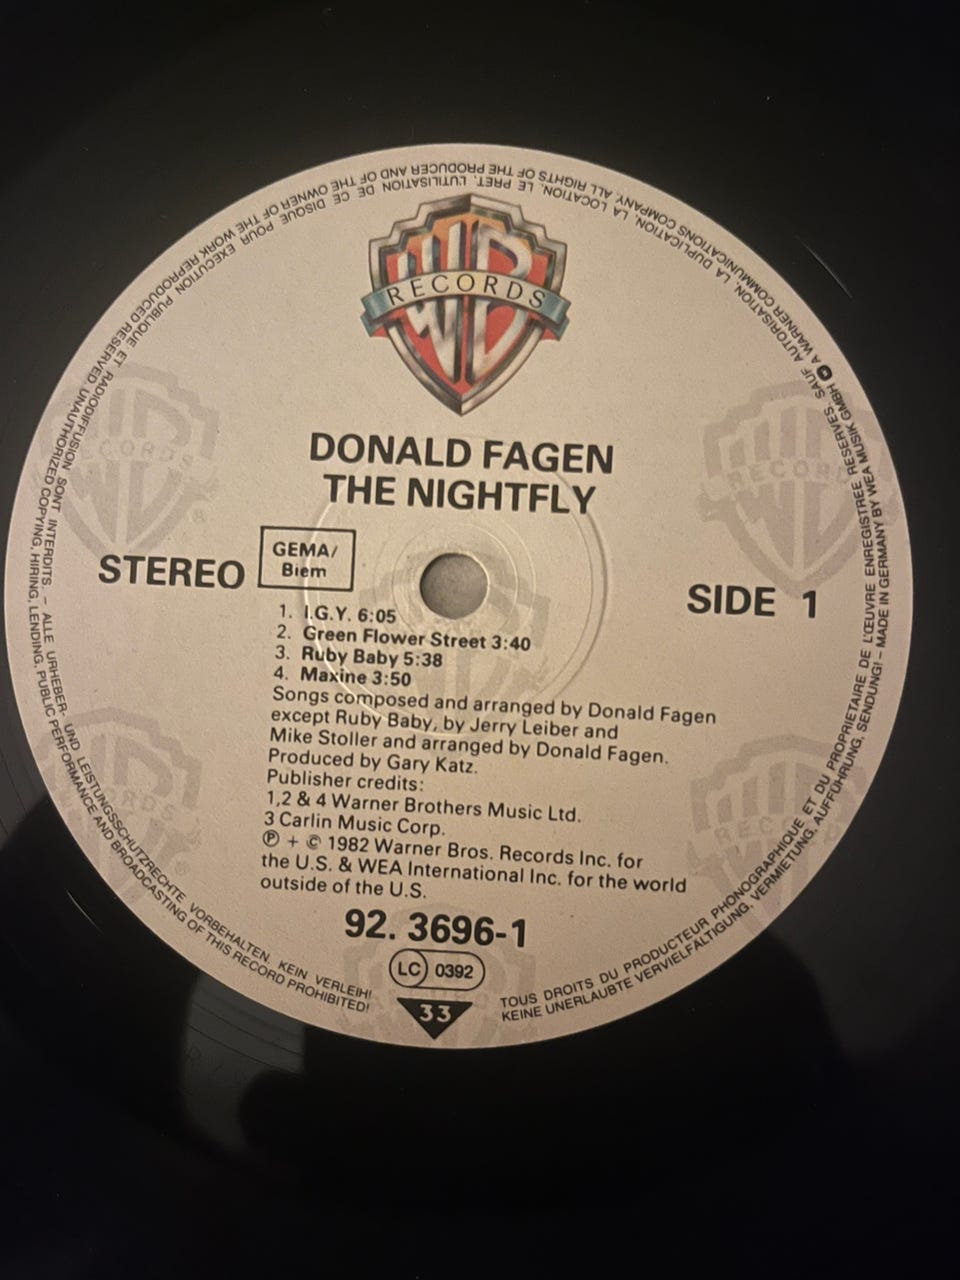 RECORDS
DONALD FAGEN
THE NIGHTFLY
STEREO
GEMA/
Biem
SIDE 1
1. I.G.Y. 6:05
2. Green Flower Street 3:40
3. Ruby Baby 5:38
4. Maxine 3:50
Songs composed and arranged by Donald Fagen
except Ruby Baby, by Jerry Leiber and
Mike Stoller and arranged by Donald Fagen.
Produced by Gary Katz.
Publisher credits:
1,2 & 4 Warner Brothers Music Ltd.
3 Carlin Music Corp.
℗ + © 1982 Warner Bros. Records Inc. for
the U.S. & WEA International Inc. for the world
outside of the U.S.
92. 3696-1
LC 0392
33
TOUS DROITS DU PRODUCTEUR PHONOGRAPHIQUE ET DU PROPRIETAIRE DE L'ŒUVRE ENREGISTREE RESERVES. SAUF AUTORISATION, LA DUPLICATION, LA LOCATION, LE PRET, L'UTILISATION DE CE DISQUE POUR EXECUTION PUBLIQUE ET RADIODIFFUSION SONT INTERDITS. – ALLE URHEBER- UND LEISTUNGSSCHUTZRECHTE VORBEHALTEN. KEIN VERLEIH!
KEINE UNERLAUBTE VERVIELFÄLTIGUNG, VERMIETUNG, AUFFÜHRUNG, SENDUNG! – MADE IN GERMANY BY WEA MUSIK GMBH A WARNER COMMUNICATIONS COMPANY. ALL RIGHTS OF THE PRODUCER AND OF THE OWNER OF THE WORK REPRODUCED RESERVED. UNAUTHORIZED COPYING, HIRING, LENDING, PUBLIC PERFORMANCE AND BROADCASTING OF THIS RECORD PROHIBITED!